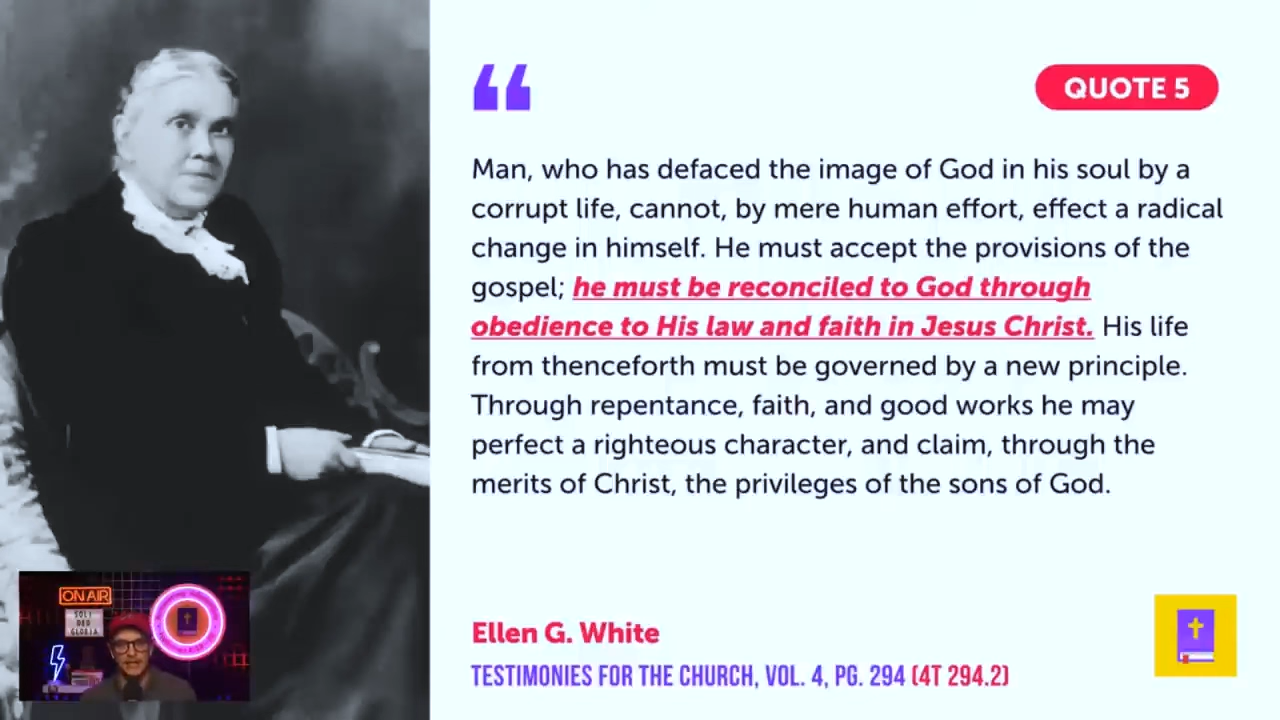 “
QUOTE 5
Man, who has defaced the image of God in his soul by a
corrupt life, cannot, by mere human effort, effect a radical
change in himself. He must accept the provisions of the
gospel; he must be reconciled to God through
obedience to His law and faith in Jesus Christ. His life
from thenceforth must be governed by a new principle.
Through repentance, faith, and good works he may
perfect a righteous character, and claim, through the
merits of Christ, the privileges of the sons of God.
Ellen G. White
TESTIMONIES FOR THE CHURCH, VOL. 4, PG. 294 (4T 294.2)
ON AIR
SOLI
DEO
GLORIA